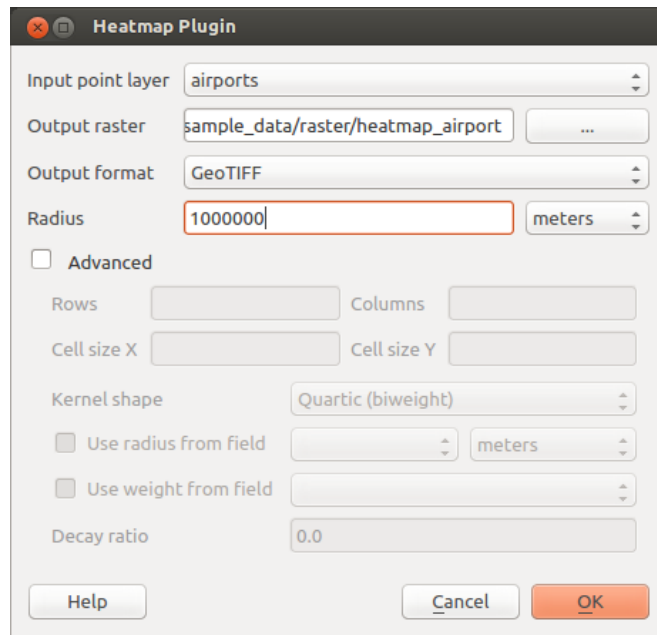 Heatmap Plugin
Input point layer airports
Output raster sample_data/raster/heatmap_airport ...
Output format GeoTIFF
Radius 1000000 meters
Advanced
Rows Columns
Cell size X Cell size Y
Kernel shape Quartic (biweight)
Use radius from field meters
Use weight from field
Decay ratio 0.0
Help Cancel OK